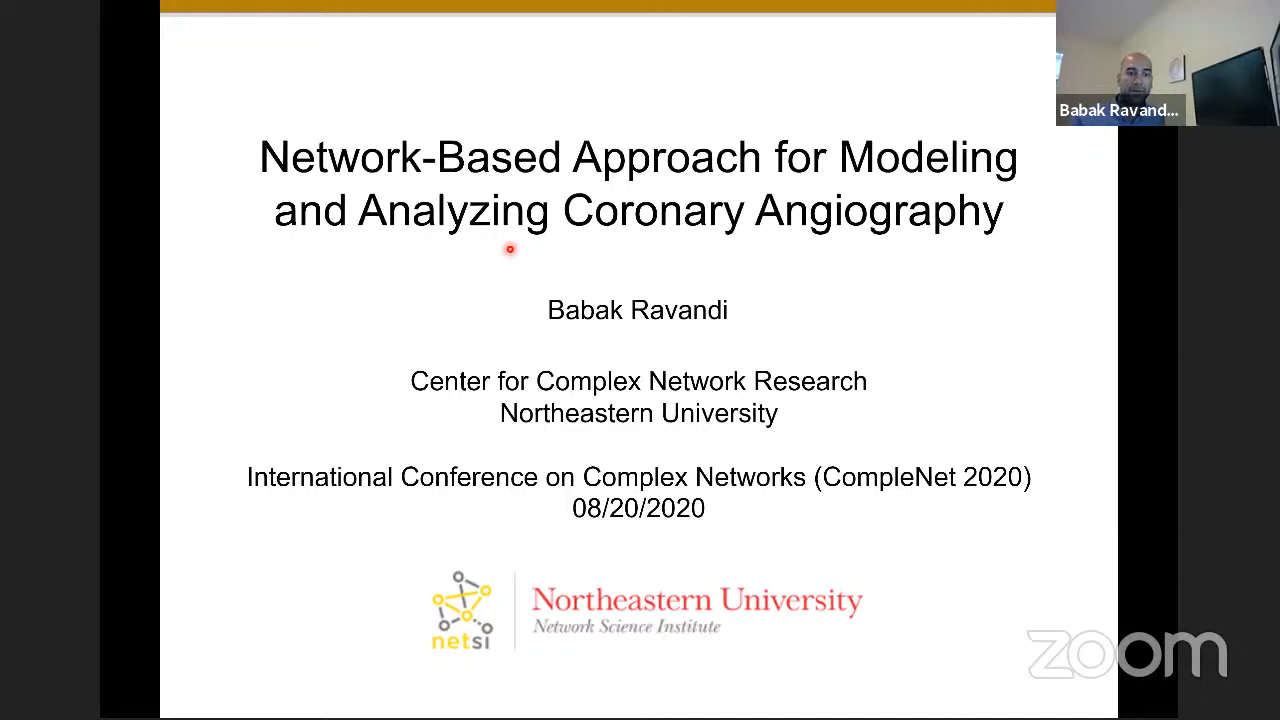 Babak Ravand...
Network-Based Approach for Modeling
and Analyzing Coronary Angiography
Babak Ravandi
Center for Complex Network Research
Northeastern University
International Conference on Complex Networks (CompleNet 2020)
08/20/2020
netsi
Northeastern University
Network Science Institute
zoom